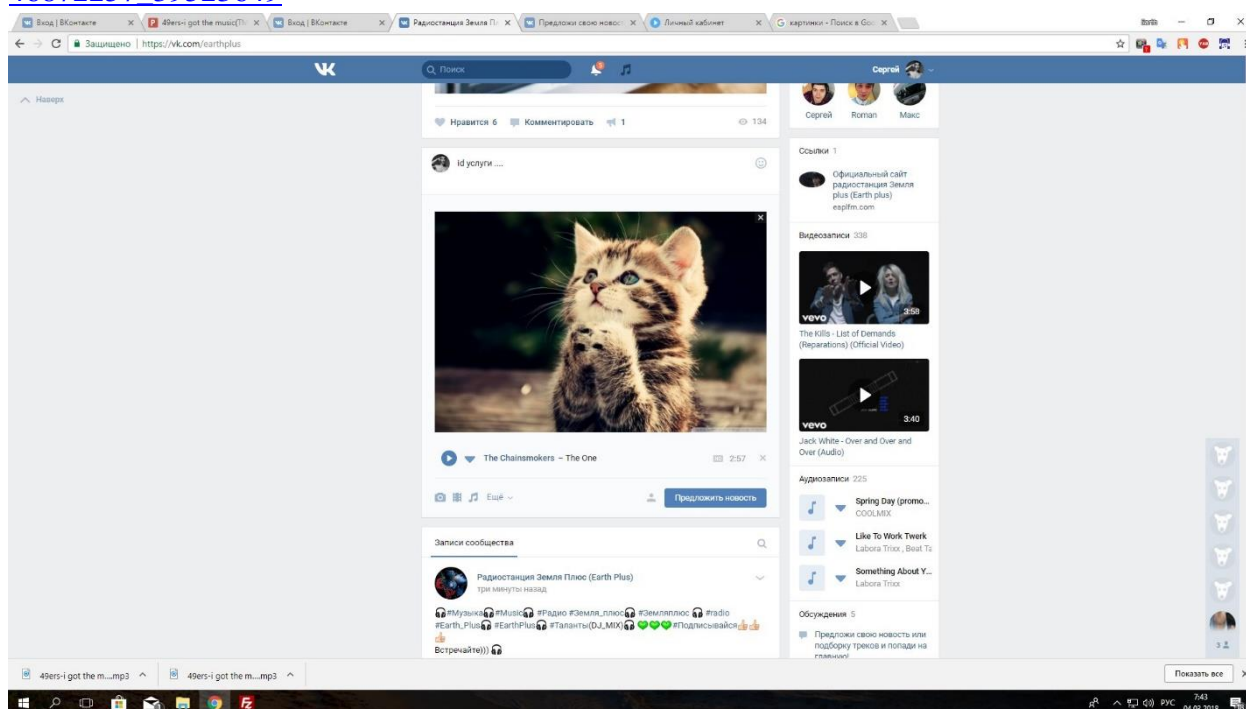 Вход | ВКонтакте
49ers-i got the music(Th
Вход | ВКонтакте
Радиостанция Земля Пл
Предложи свою новос
Личный кабинет
картинки - Поиск в Goo
Защищено | https://vk.com/earthplus
Поиск
Сергей
Наверх
Нравится 6 Комментировать 1 134
Сергей Roman Макс
id услуги ....
Ссылки 1
Официальный сайт
радиостанция Земля
plus (Earth plus)
esplfm.com
Видеозаписи 338
vevo 3:58
The Kills - List of Demands
(Reparations) (Official Video)
vevo 3:40
Jack White - Over and Over and
Over (Audio)
The Chainsmokers – The One 2:57
Ещё
Предложить новость
Аудиозаписи 225
Spring Day (promo...
COOLMIX
Like To Work Twerk
Labora Trixx , Beat Ta
Something About Y...
Labora Trixx
Записи сообщества
Радиостанция Земля Плюс (Earth Plus)
три минуты назад
#Музыка #Music #Радио #Земля_плюс #Земляплюс #radio
#Earth_Plus #EarthPlus #Таланты(DJ_MIX) #Подписывайся
Встречайте)))
Обсуждения 5
Предложи свою новость или
подборку треков и попади на
главную!
3
49ers-i got the m....mp3
49ers-i got the m....mp3
Показать все
РУС
7:43
04.03.2018